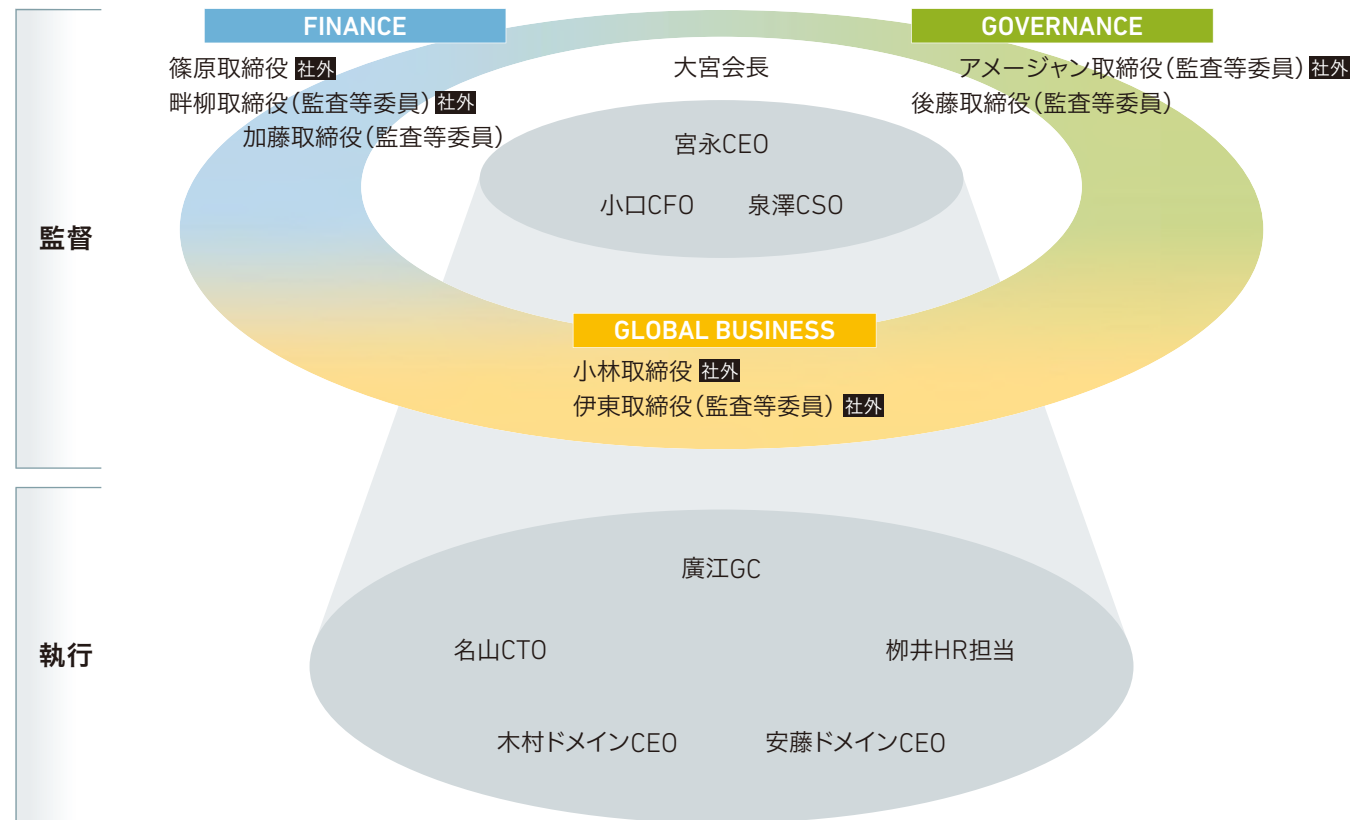 監督
FINANCE
篠原取締役 社外
畔柳取締役(監査等委員) 社外
加藤取締役(監査等委員)
GOVERNANCE
アメージャン取締役(監査等委員) 社外
後藤取締役(監査等委員)
大宮会長
宮永CEO
小口CFO 泉澤CSO
GLOBAL BUSINESS
小林取締役 社外
伊東取締役(監査等委員) 社外
執行
廣江GC
名山CTO 栁井HR担当
木村ドメインCEO 安藤ドメインCEO